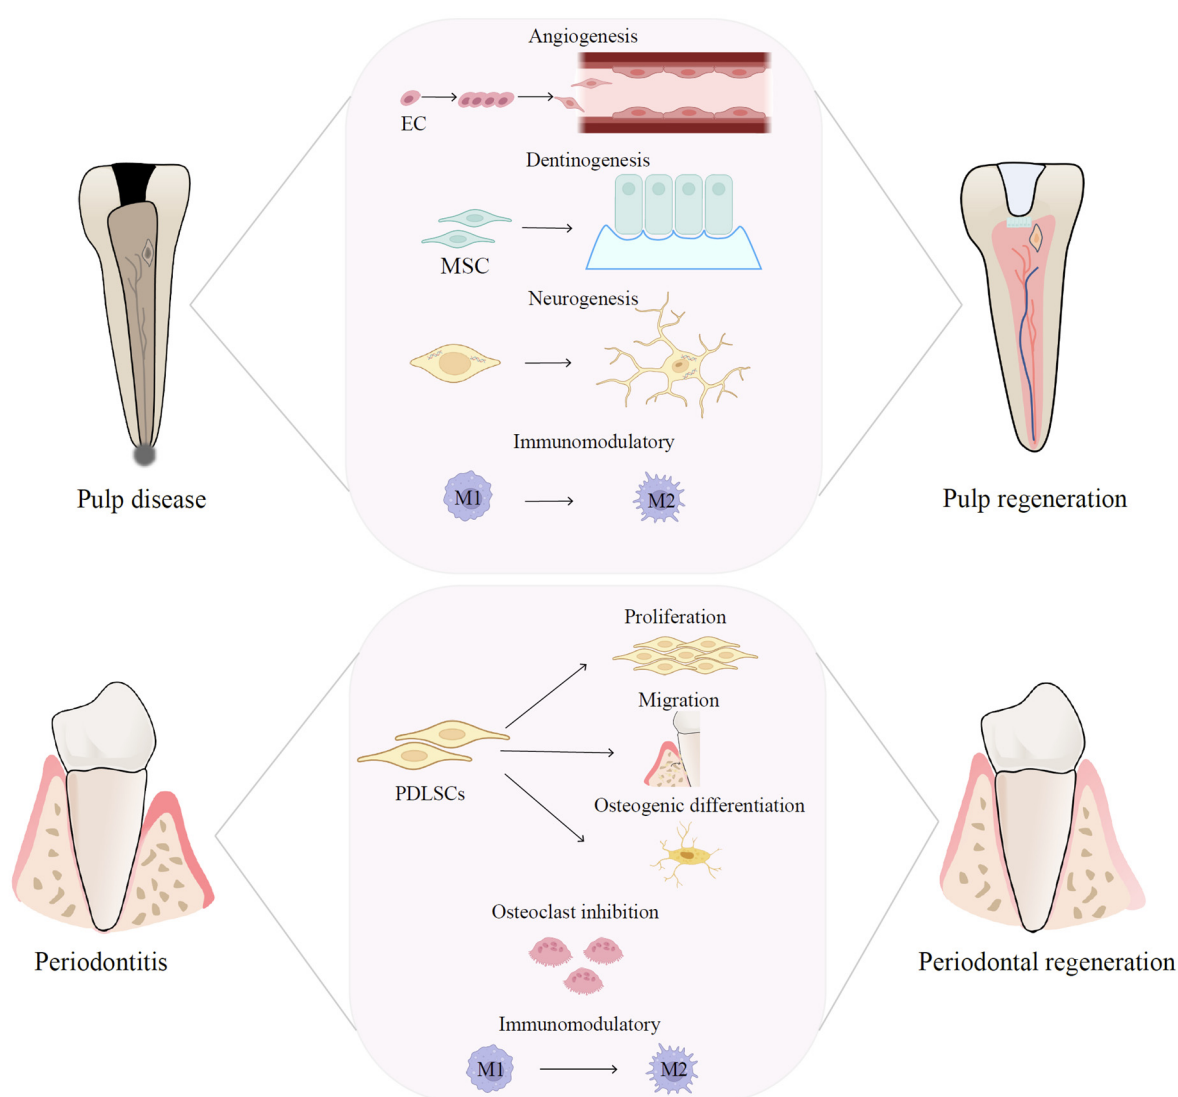 Angiogenesis
EC
Dentinogenesis
MSC
Neurogenesis
Immunomodulatory
M1
M2
Pulp disease
Pulp regeneration
Proliferation
Migration
PDLSCs
Osteogenic differentiation
Osteoclast inhibition
Periodontitis
Periodontal regeneration
Immunomodulatory
M1
M2